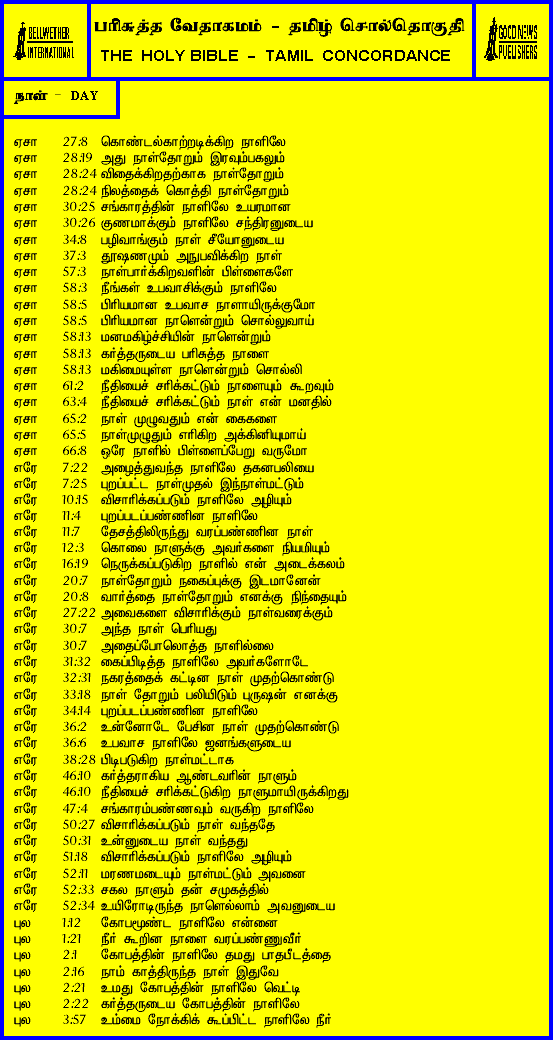 BELLWETHER
INTERNATIONAL
பரிசுத்த வேதாகமம் - தமிழ் சொல்தொகுதி
THE HOLY BIBLE - TAMIL CONCORDANCE
GOOD NEWS
PUBLISHERS
நாள் - DAY
ஏசா 27:8 கொண்டல்காற்றடிக்கிற நாளிலே
ஏசா 28:19 அது நாள்தோறும் இரவும்பகலும்
ஏசா 28:24 விதைக்கிறதற்காக நாள்தோறும்
ஏசா 28:24 நிலத்தைக் கொத்தி நாள்தோறும்
ஏசா 30:25 சங்காரத்தின் நாளிலே உயரமான
ஏசா 30:26 குணமாக்கும் நாளிலே சந்திரனுடைய
ஏசா 34:8 பழிவாங்கும் நாள் சீயோனுடைய
ஏசா 37:3 தூஷணமும் அநுபவிக்கிற நாள்
ஏசா 57:3 நாள்பார்க்கிறவளின் பிள்ளைகளே
ஏசா 58:3 நீங்கள் உபவாசிக்கும் நாளிலே
ஏசா 58:5 பிரியமான உபவாச நாளாயிருக்குமோ
ஏசா 58:5 பிரியமான நாளென்றும் சொல்லுவாய்
ஏசா 58:13 மனமகிழ்ச்சியின் நாளென்றும்
ஏசா 58:13 கர்த்தருடைய பரிசுத்த நாளை
ஏசா 58:13 மகிமையுள்ள நாளென்றும் சொல்லி
ஏசா 61:2 நீதியைச் சரிக்கட்டும் நாளையும் கூறவும்
ஏசா 63:4 நீதியைச் சரிக்கட்டும் நாள் என் மனதில்
ஏசா 65:2 நாள் முழுவதும் என் கைகளை
ஏசா 65:5 நாள்முழுதும் எரிகிற அக்கினியுமாய்
ஏசா 66:8 ஒரே நாளில் பிள்ளைப்பேறு வருமோ
எரே 7:22 அழைத்துவந்த நாளிலே தகனபலியை
எரே 7:25 புறப்பட்ட நாள்முதல் இந்நாள்மட்டும்
எரே 10:15 விசாரிக்கப்படும் நாளிலே அழியும்
எரே 11:4 புறப்படப்பண்ணின நாளிலே
எரே 11:7 தேசத்திலிருந்து வரப்பண்ணின நாள்
எரே 12:3 கொலை நாளுக்கு அவர்களை நியமியும்
எரே 16:19 நெருக்கப்படுகிற நாளில் என் அடைக்கலம்
எரே 20:7 நாள்தோறும் நகைப்புக்கு இடமானேன்
எரே 20:8 வார்த்தை நாள்தோறும் எனக்கு நிந்தையும்
எரே 27:22 அவைகளை விசாரிக்கும் நாள்வரைக்கும்
எரே 30:7 அந்த நாள் பெரியது
எரே 30:7 அதைப்போலொத்த நாளில்லை
எரே 31:32 கைப்பிடித்த நாளிலே அவர்களோடே
எரே 32:31 நகரத்தைக் கட்டின நாள் முதற்கொண்டு
எரே 33:18 நாள் தோறும் பலியிடும் புருஷன் எனக்கு
எரே 34:14 புறப்படப்பண்ணின நாளிலே
எரே 36:2 உன்னோடே பேசின நாள் முதற்கொண்டு
எரே 36:6 உபவாச நாளிலே ஜனங்களுடைய
எரே 38:28 பிடிபடுகிற நாள்மட்டாக
எரே 46:10 கர்த்தராகிய ஆண்டவரின் நாளும்
எரே 46:10 நீதியைச் சரிக்கட்டுகிற நாளுமாயிருக்கிறது
எரே 47:4 சங்காரம்பண்ணவும் வருகிற நாளிலே
எரே 50:27 விசாரிக்கப்படும் நாள் வந்ததே
எரே 50:31 உன்னுடைய நாள் வந்தது
எரே 51:18 விசாரிக்கப்படும் நாளிலே அழியும்
எரே 52:11 மரணமடையும் நாள்மட்டும் அவனை
எரே 52:33 சகல நாளும் தன் சமுகத்தில்
எரே 52:34 உயிரோடிருந்த நாளெல்லாம் அவனுடைய
புல 1:12 கோபமூண்ட நாளிலே என்னை
புல 1:21 நீர் கூறின நாளை வரப்பண்ணுவீர்
புல 2:1 கோபத்தின் நாளிலே தமது பாதபீடத்தை
புல 2:16 நாம் காத்திருந்த நாள் இதுவே
புல 2:21 உமது கோபத்தின் நாளிலே வெட்டி
புல 2:22 கர்த்தருடைய கோபத்தின் நாளிலே
புல 3:57 உம்மை நோக்கிக் கூப்பிட்ட நாளிலே நீர்